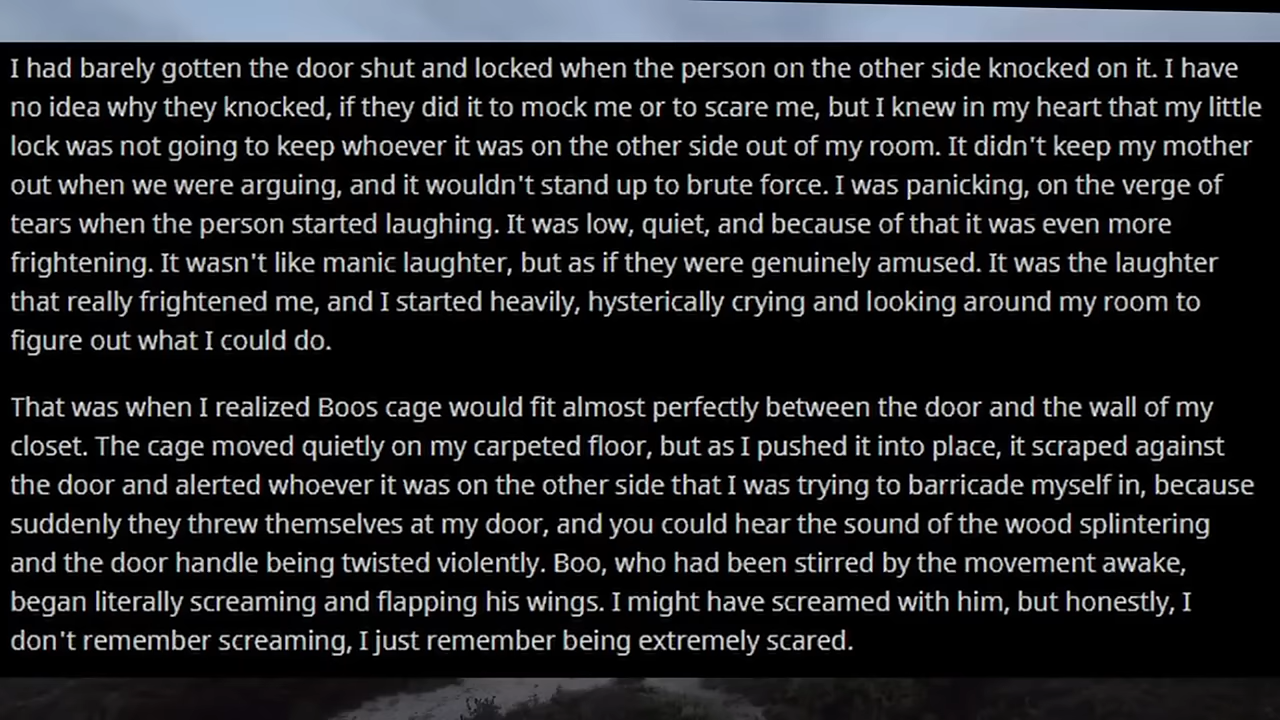 I had barely gotten the door shut and locked when the person on the other side knocked on it. I have
no idea why they knocked, if they did it to mock me or to scare me, but I knew in my heart that my little
lock was not going to keep whoever it was on the other side out of my room. It didn't keep my mother
out when we were arguing, and it wouldn't stand up to brute force. I was panicking, on the verge of
tears when the person started laughing. It was low, quiet, and because of that it was even more
frightening. It wasn't like manic laughter, but as if they were genuinely amused. It was the laughter
that really frightened me, and I started heavily, hysterically crying and looking around my room to
figure out what I could do.
That was when I realized Boos cage would fit almost perfectly between the door and the wall of my
closet. The cage moved quietly on my carpeted floor, but as I pushed it into place, it scraped against
the door and alerted whoever it was on the other side that I was trying to barricade myself in, because
suddenly they threw themselves at my door, and you could hear the sound of the wood splintering
and the door handle being twisted violently. Boo, who had been stirred by the movement awake,
began literally screaming and flapping his wings. I might have screamed with him, but honestly, I
don't remember screaming, I just remember being extremely scared.